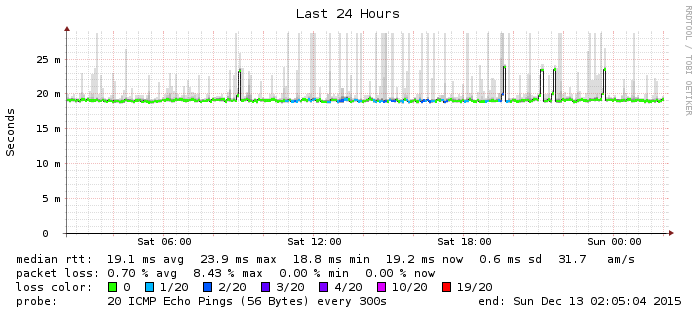 Last 24 Hours
RRDTOOL / TOBI OETIKER
Seconds
25 m
20 m
15 m
10 m
5 m
0
Sat 06:00 Sat 12:00 Sat 18:00 Sun 00:00
median rtt: 19.1 ms avg 23.9 ms max 18.8 ms min 19.2 ms now 0.6 ms sd 31.7 am/s
packet loss: 0.70 % avg 8.43 % max 0.00 % min 0.00 % now
loss color: 0 1/20 2/20 3/20 4/20 10/20 19/20
probe: 20 ICMP Echo Pings (56 Bytes) every 300s end: Sun Dec 13 02:05:04 2015